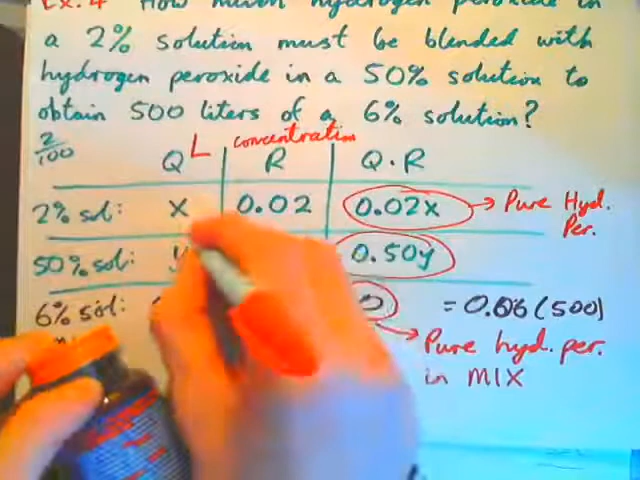 Ex. 4 How much hydrogen peroxide in
a 2% solution must be blended with
hydrogen peroxide in a 50% solution to
obtain 500 liters of a 6% solution?
2/100
Q L concentration R Q·R
2% sol: x 0.02 0.02x → Pure Hyd. Per.
50% sol: y 0.50y
6% sol: = 0.06 (500)
Pure hyd. per.
in MIX